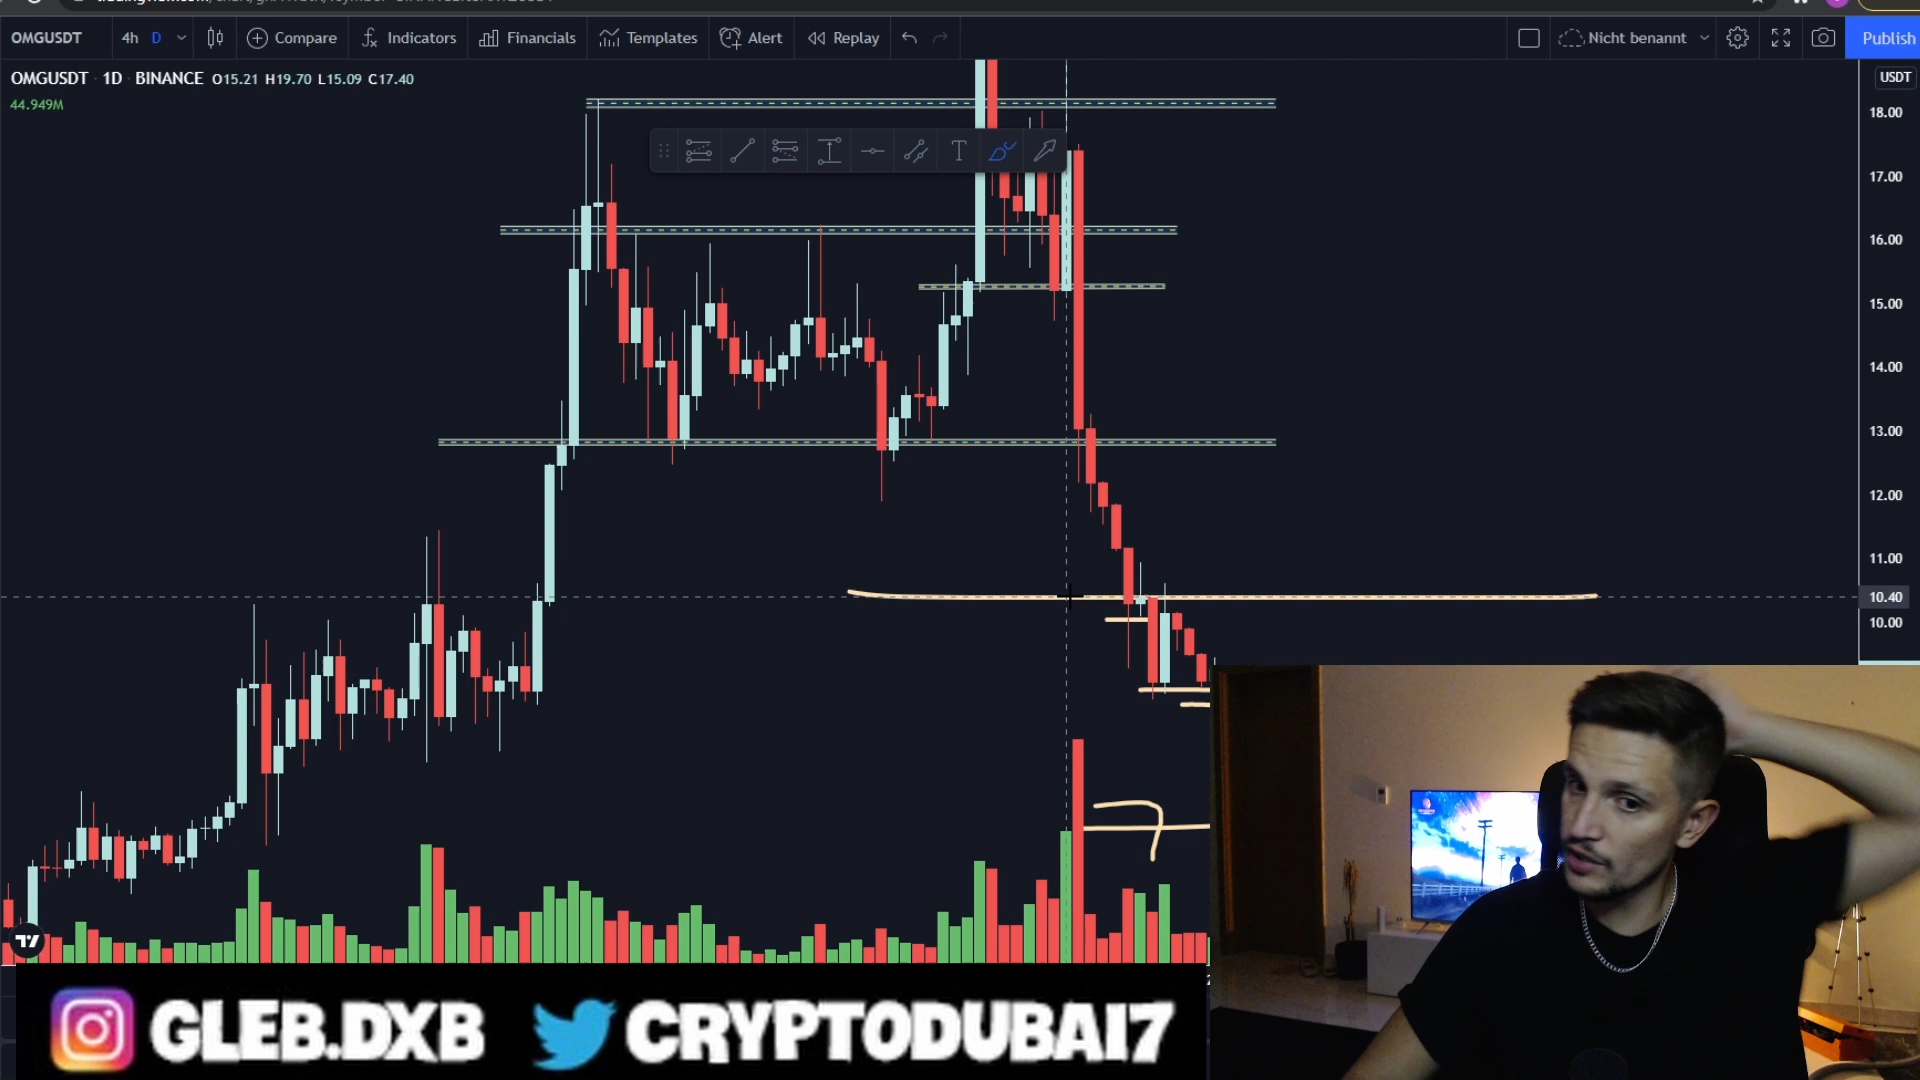 OMGUSDT 4h D Compare Indicators Financials Templates Alert Replay Nicht benannt Publish
OMGUSDT 1D BINANCE O15.21 H19.70 L15.09 C17.40
USDT
44.949M
18.00
T
17.00
16.00
15.00
14.00
13.00
12.00
11.00
10.40
10.00
7
GLEB.DXB CRYPTODUBAI7